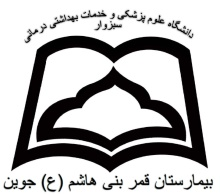 دانشگاه علوم پزشکی و خدمات بهداشتی درمانی
سبزوار
بیمارستان قمر بنی هاشم (ع) جوین